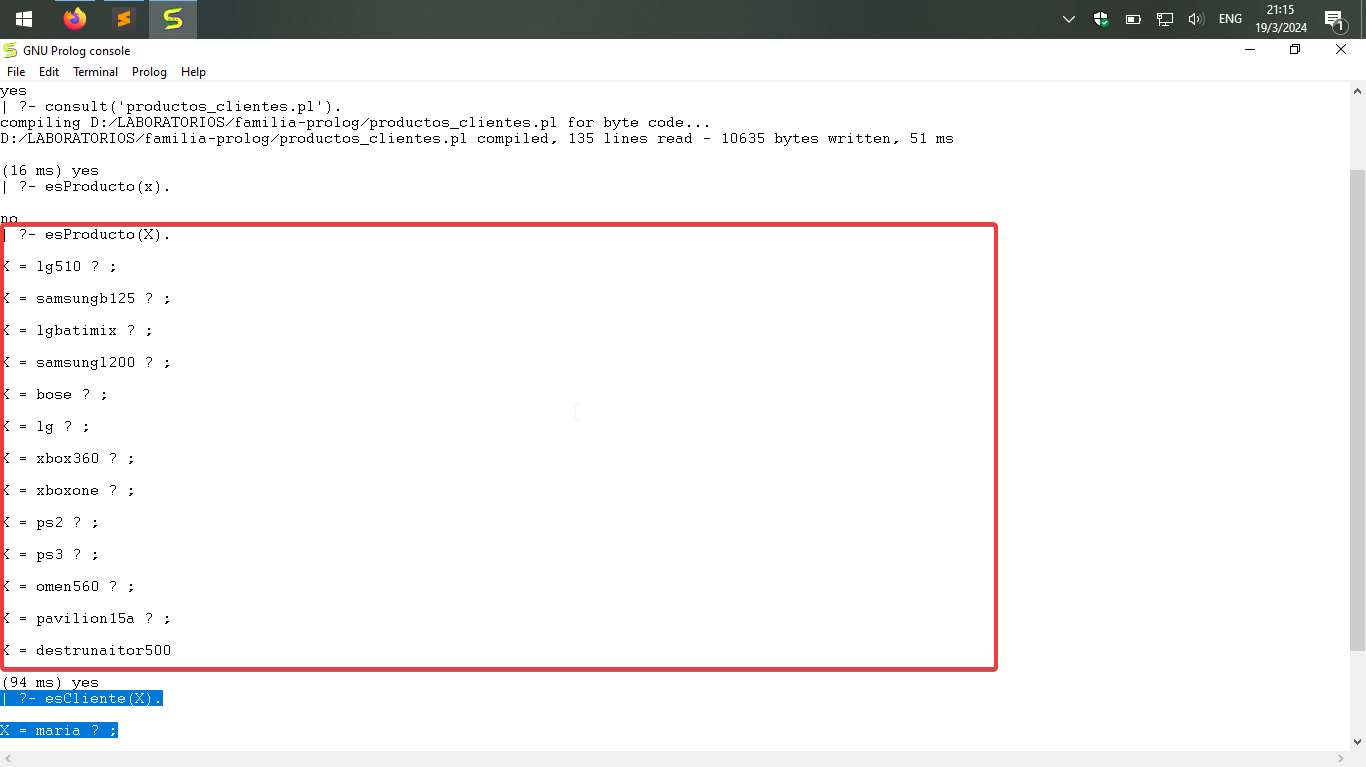 ENG
21:15
19/3/2024
1
GNU Prolog console
File Edit Terminal Prolog Help
yes
| ?- consult('productos_clientes.pl').
compiling D:/LABORATORIOS/familia-prolog/productos_clientes.pl for byte code...
D:/LABORATORIOS/familia-prolog/productos_clientes.pl compiled, 135 lines read - 10635 bytes written, 51 ms
(16 ms) yes
| ?- esProducto(x).
no
| ?- esProducto(X).
X = lg510 ? ;
X = samsungb125 ? ;
X = lgbatimix ? ;
X = samsungl200 ? ;
X = bose ? ;
X = lg ? ;
X = xbox360 ? ;
X = xboxone ? ;
X = ps2 ? ;
X = ps3 ? ;
X = omen560 ? ;
X = pavilion15a ? ;
X = destrunaitor500
(94 ms) yes
| ?- esCliente(X).
X = maria ? ;